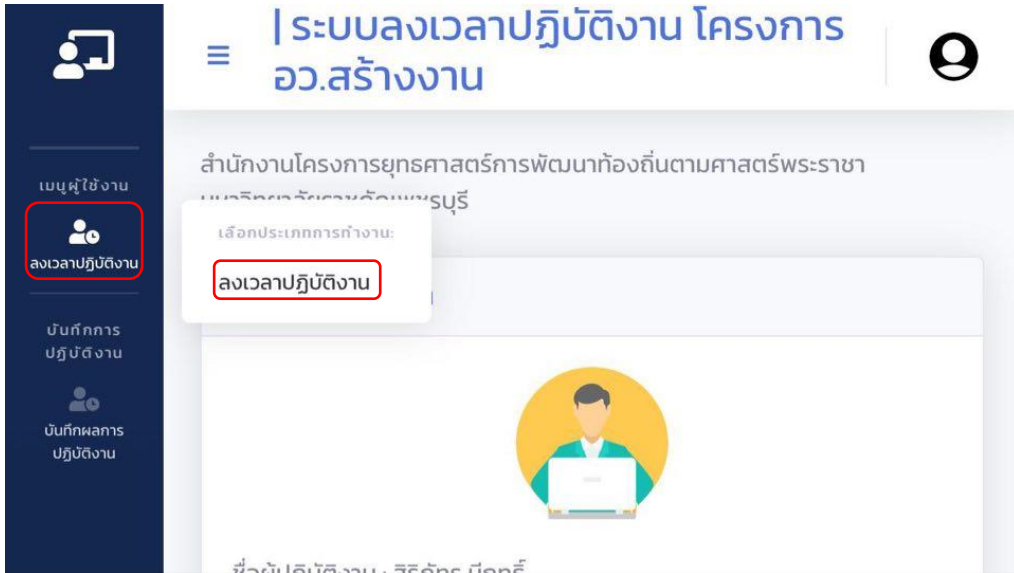 | ระบบลงเวลาปฏิบัติงาน โครงการ
อว.สร้างงาน
เมนูผู้ใช้งาน
ลงเวลาปฏิบัติงาน
บันทึกการ
ปฏิบัติงาน
บันทึกผลการ
ปฏิบัติงาน
สำนักงานโครงการยุทธศาสตร์การพัฒนาท้องถิ่นตามศาสตร์พระราชา
เลือกประเภทการทำงาน:
ลงเวลาปฏิบัติงาน